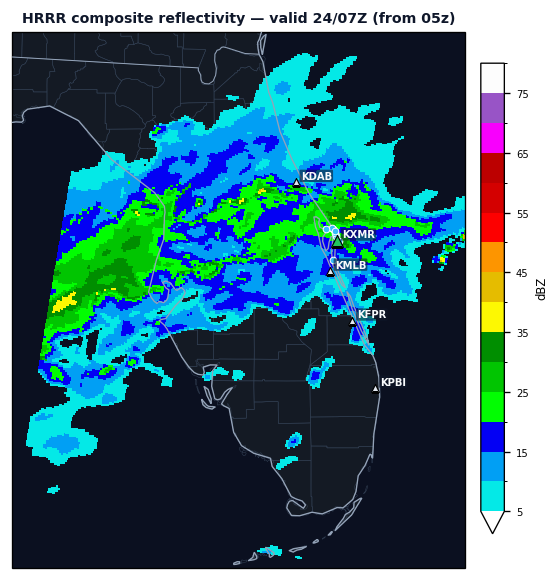 HRRR composite reflectivity — valid 24/07Z (from 05z)
75
65
55
45
35
25
15
5
dBZ
KDAB
KXMR
KMLB
KFPR
KPBI